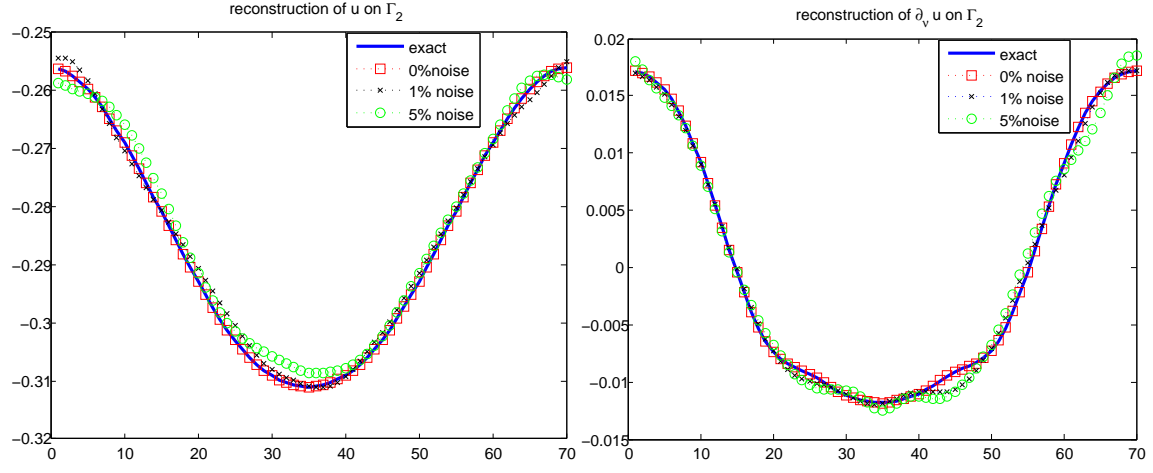 reconstruction of u on Γ₂
−0.25
−0.26
−0.27
−0.28
−0.29
−0.3
−0.31
−0.32
0 10 20 30 40 50 60 70
exact
0%noise
1% noise
5% noise
reconstruction of ∂ᵥ u on Γ₂
0.02
0.015
0.01
0.005
0
−0.005
−0.01
−0.015
0 10 20 30 40 50 60 70
exact
0% noise
1% noise
5%noise